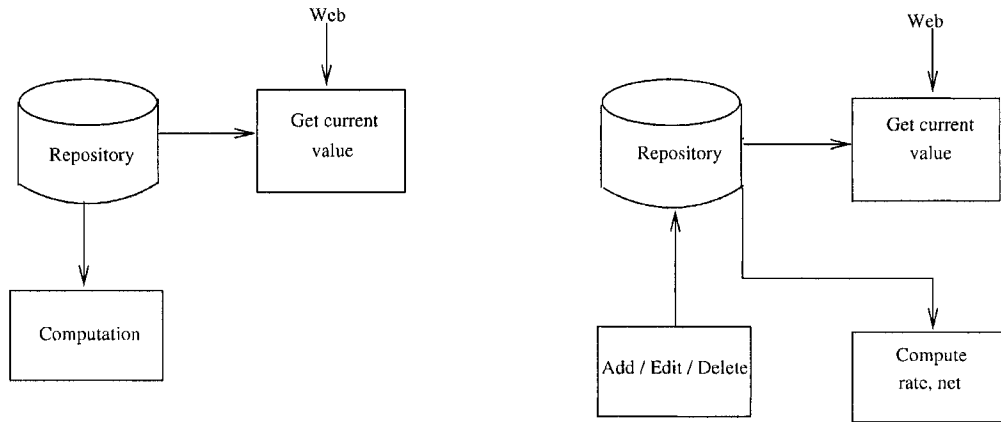 Web
Get current
value
Repository
Computation
Web
Get current
value
Repository
Add / Edit / Delete
Compute
rate, net